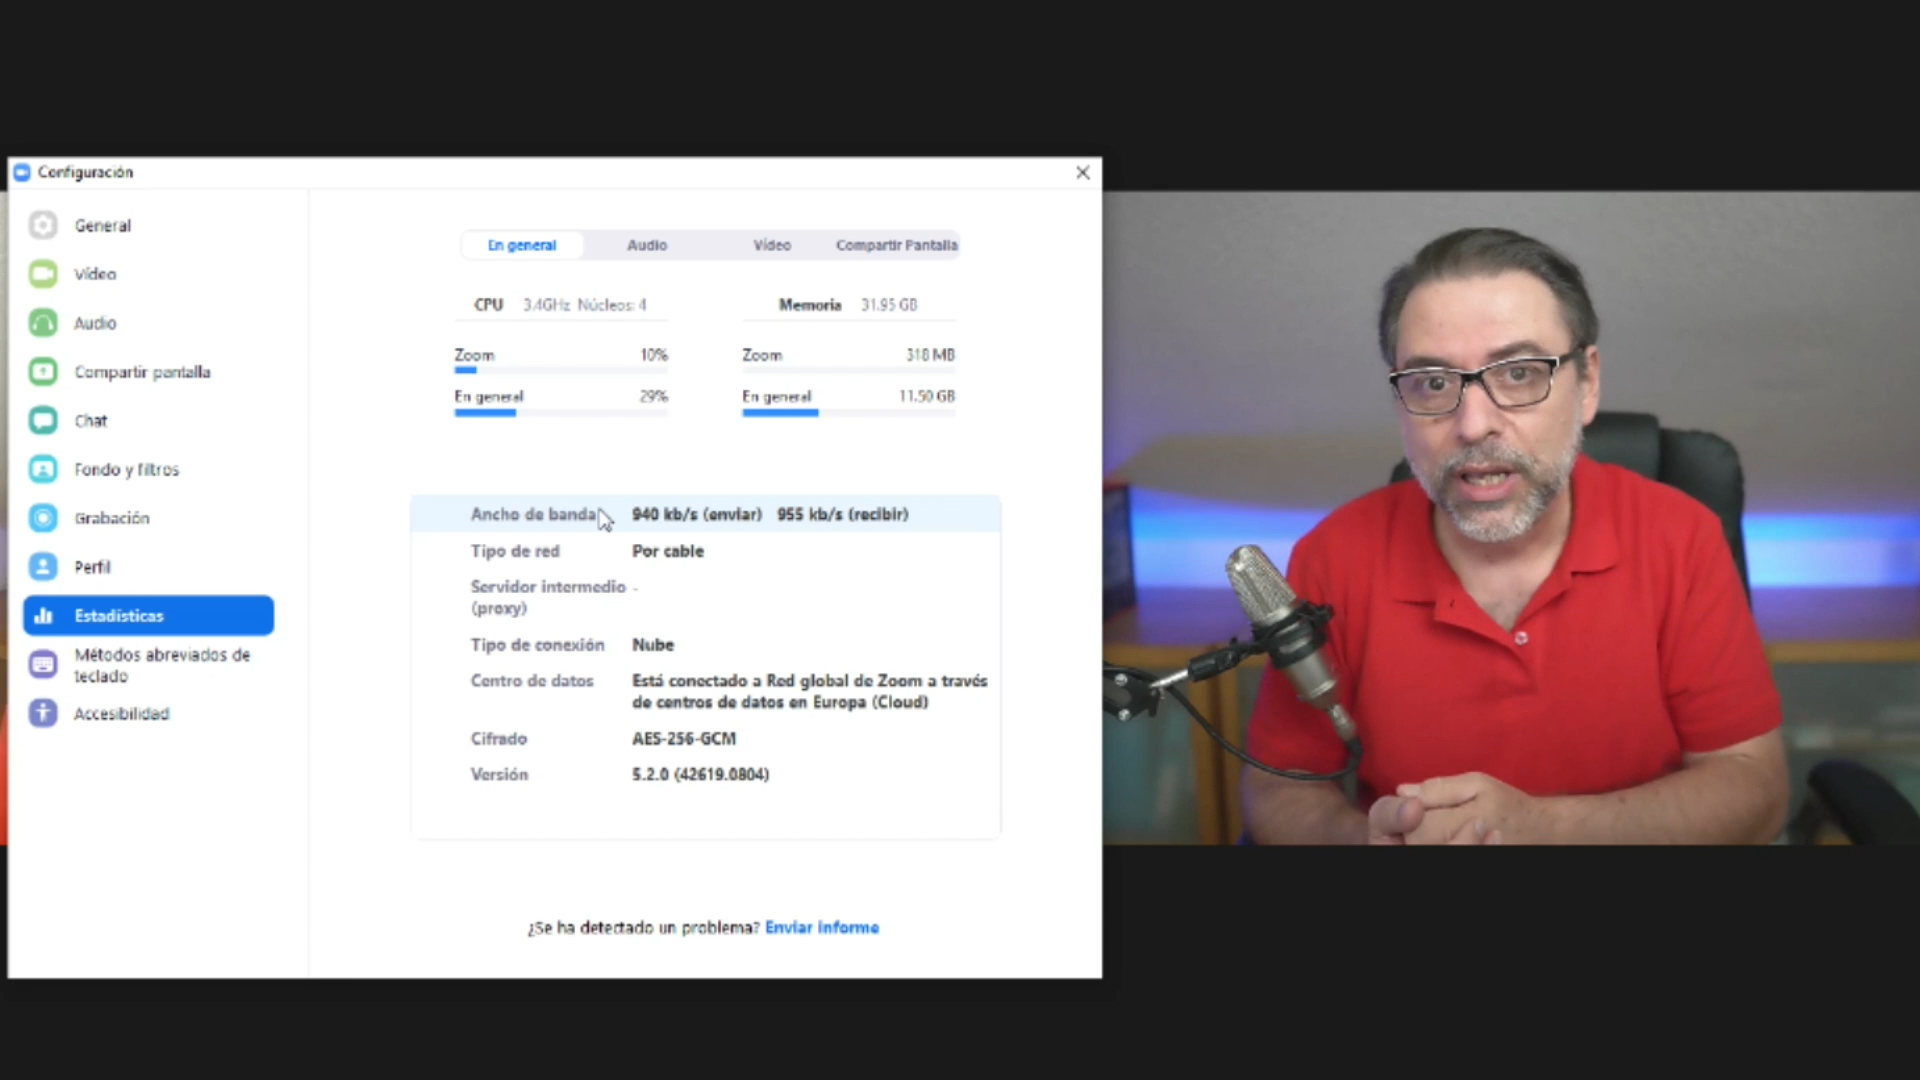 Configuración
General
Vídeo
Audio
Compartir pantalla
Chat
Fondo y filtros
Grabación
Perfil
Estadísticas
Métodos abreviados de
teclado
Accesibilidad
En general Audio Vídeo Compartir Pantalla
CPU 3.4GHz Núcleos: 4 Memoria 31.95 GB
Zoom 10% Zoom 318 MB
En general 29% En general 11.50 GB
Ancho de banda 940 kb/s (enviar) 955 kb/s (recibir)
Tipo de red Por cable
Servidor intermedio -
(proxy)
Tipo de conexión Nube
Centro de datos Está conectado a Red global de Zoom a través
de centros de datos en Europa (Cloud)
Cifrado AES-256-GCM
Versión 5.2.0 (42619.0804)
¿Se ha detectado un problema? Enviar informe